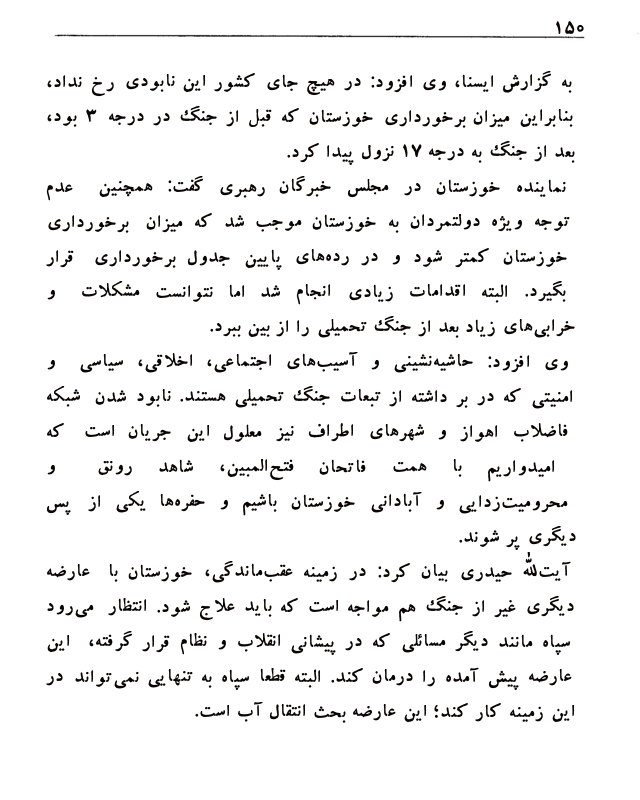 ۱۵۰
به گزارش ایسنا، وی افزود: در هیچ جای کشور این نابودی رخ نداد،
بنابراین میزان برخورداری خوزستان که قبل از جنگ در درجه ۳ بود،
بعد از جنگ به درجه ۱۷ نزول پیدا کرد.
نماینده خوزستان در مجلس خبرگان رهبری گفت: همچنین عدم
توجه ویژه دولتمردان به خوزستان موجب شد که میزان برخورداری
خوزستان کمتر شود و در رده‌های پایین جدول برخورداری قرار
بگیرد. البته اقدامات زیادی انجام شد اما نتوانست مشکلات و
خرابی‌های زیاد بعد از جنگ تحمیلی را از بین ببرد.
وی افزود: حاشیه‌نشینی و آسیب‌های اجتماعی، اخلاقی، سیاسی و
امنیتی که در بر داشته از تبعات جنگ تحمیلی هستند. نابود شدن شبکه
فاضلاب اهواز و شهرهای اطراف نیز معلول این جریان است که
امیدواریم با همت فاتحان فتح‌المبین، شاهد رونق و
محرومیت‌زدایی و آبادانی خوزستان باشیم و حفره‌ها یکی از پس
دیگری پر شوند.
آیت‌الله حیدری بیان کرد: در زمینه عقب‌ماندگی، خوزستان با عارضه
دیگری غیر از جنگ هم مواجه است که باید علاج شود. انتظار می‌رود
سپاه مانند دیگر مسائلی که در پیشانی انقلاب و نظام قرار گرفته، این
عارضه پیش آمده را درمان کند. البته قطعا سپاه به تنهایی نمی‌تواند در
این زمینه کار کند؛ این عارضه بحث انتقال آب است.